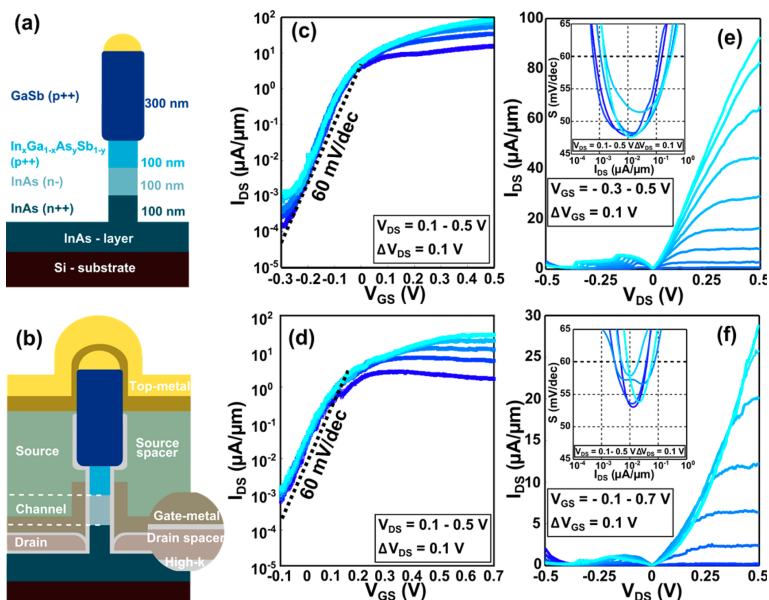 (a)
GaSb (p++)
300 nm
InxGa1-xAsySb1-y
(p++)
100 nm
InAs (n-)
100 nm
InAs (n++)
100 nm
InAs - layer
Si - substrate
(b)
Top-metal
Source
Source
spacer
Channel
Gate-metal
Drain
Drain spacer
High-k
(c)
IDS (µA/µm)
10²
10¹
10⁰
10⁻¹
10⁻²
10⁻³
10⁻⁴
10⁻⁵
60 mV/dec
VDS = 0.1 - 0.5 V
ΔVDS = 0.1 V
-0.3 -0.2 -0.1 0 0.1 0.2 0.3 0.4 0.5
VGS (V)
(d)
IDS (µA/µm)
10²
10¹
10⁰
10⁻¹
10⁻²
10⁻³
10⁻⁴
10⁻⁵
60 mV/dec
VDS = 0.1 - 0.5 V
ΔVDS = 0.1 V
-0.1 0 0.1 0.2 0.3 0.4 0.5 0.6 0.7
VGS (V)
(e)
IDS (µA/µm)
100
80
60
40
20
0
S (mV/dec)
65
60
55
50
45
VDS = 0.1 - 0.5 V ΔVDS = 0.1 V
10⁻⁴ 10⁻³ 10⁻² 10⁻¹ 10⁰
IDS (µA/µm)
VGS = - 0.3 - 0.5 V
ΔVGS = 0.1 V
-0.5 -0.25 0 0.25 0.5
VDS (V)
(f)
IDS (µA/µm)
30
25
20
15
10
5
0
S (mV/dec)
65
60
55
50
45
VDS = 0.1 - 0.5 V ΔVDS = 0.1 V
10⁻⁴ 10⁻³ 10⁻² 10⁻¹ 10⁰
IDS (µA/µm)
VGS = - 0.1 - 0.7 V
ΔVGS = 0.1 V
-0.5 -0.25 0 0.25 0.5
VDS (V)